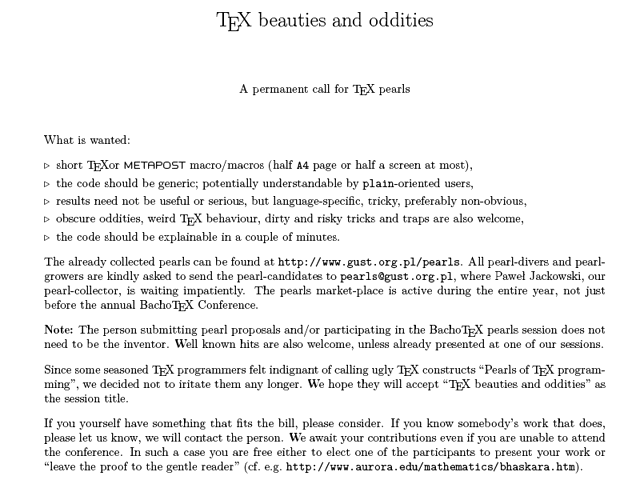 TEX beauties and oddities
A permanent call for TEX pearls
What is wanted:
▹ short TEXor METAPOST macro/macros (half A4 page or half a screen at most),
▹ the code should be generic; potentially understandable by plain-oriented users,
▹ results need not be useful or serious, but language-specific, tricky, preferably non-obvious,
▹ obscure oddities, weird TEX behaviour, dirty and risky tricks and traps are also welcome,
▹ the code should be explainable in a couple of minutes.
The already collected pearls can be found at http://www.gust.org.pl/pearls. All pearl-divers and pearl-
growers are kindly asked to send the pearl-candidates to pearls@gust.org.pl, where Paweł Jackowski, our
pearl-collector, is waiting impatiently. The pearls market-place is active during the entire year, not just
before the annual BachoTEX Conference.
Note: The person submitting pearl proposals and/or participating in the BachoTEX pearls session does not
need to be the inventor. Well known hits are also welcome, unless already presented at one of our sessions.
Since some seasoned TEX programmers felt indignant of calling ugly TEX constructs “Pearls of TEX program-
ming”, we decided not to iritate them any longer. We hope they will accept “TEX beauties and oddities” as
the session title.
If you yourself have something that fits the bill, please consider. If you know somebody's work that does,
please let us know, we will contact the person. We await your contributions even if you are unable to attend
the conference. In such a case you are free either to elect one of the participants to present your work or
“leave the proof to the gentle reader” (cf. e.g. http://www.aurora.edu/mathematics/bhaskara.htm).